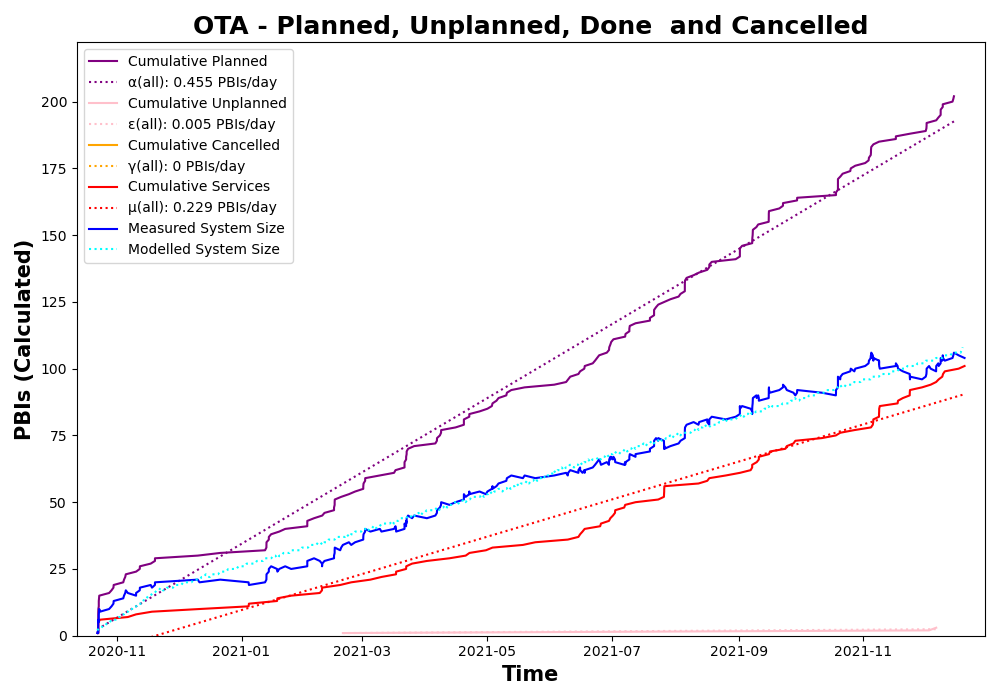 OTA - Planned, Unplanned, Done  and Cancelled
Cumulative Planned
α(all): 0.455 PBIs/day
Cumulative Unplanned
ε(all): 0.005 PBIs/day
Cumulative Cancelled
γ(all): 0 PBIs/day
Cumulative Services
μ(all): 0.229 PBIs/day
Measured System Size
Modelled System Size
PBIs (Calculated)
200
175
150
125
100
75
50
25
0
2020-11
2021-01
2021-03
2021-05
2021-07
2021-09
2021-11
Time